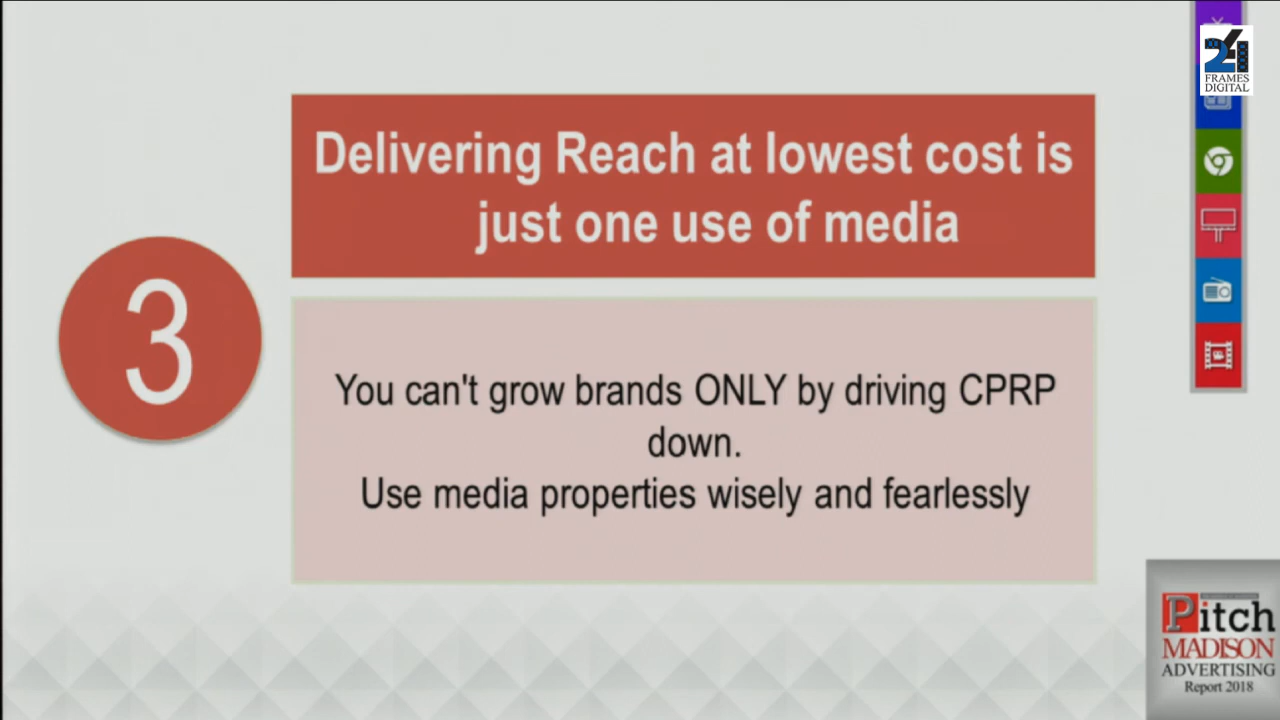 24
FRAMES
DIGITAL
Delivering Reach at lowest cost is
just one use of media
3
You can't grow brands ONLY by driving CPRP
down.
Use media properties wisely and fearlessly
Pitch
MADISON
ADVERTISING
Report 2018